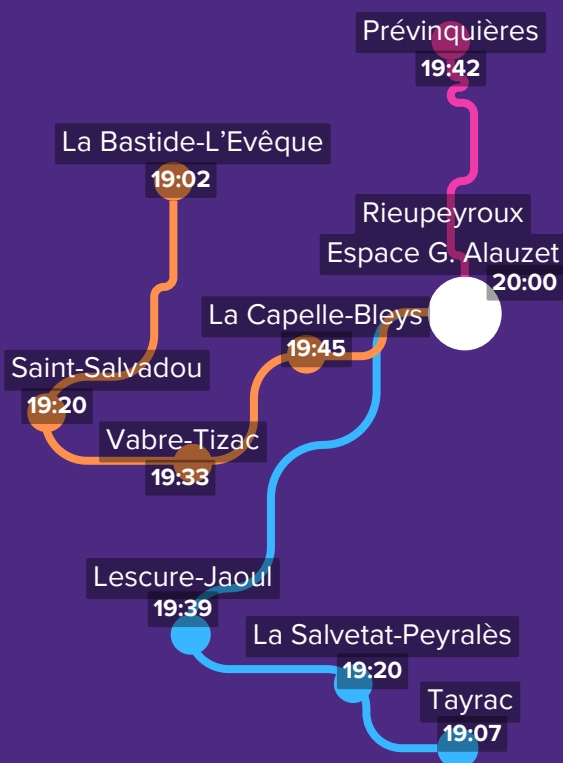 Prévinquières
19:42
La Bastide-L’Evêque
19:02
Rieupeyroux
Espace G. Alauzet
20:00
La Capelle-Bleys
19:45
Saint-Salvadou
19:20
Vabre-Tizac
19:33
Lescure-Jaoul
19:39
La Salvetat-Peyralès
19:20
Tayrac
19:07